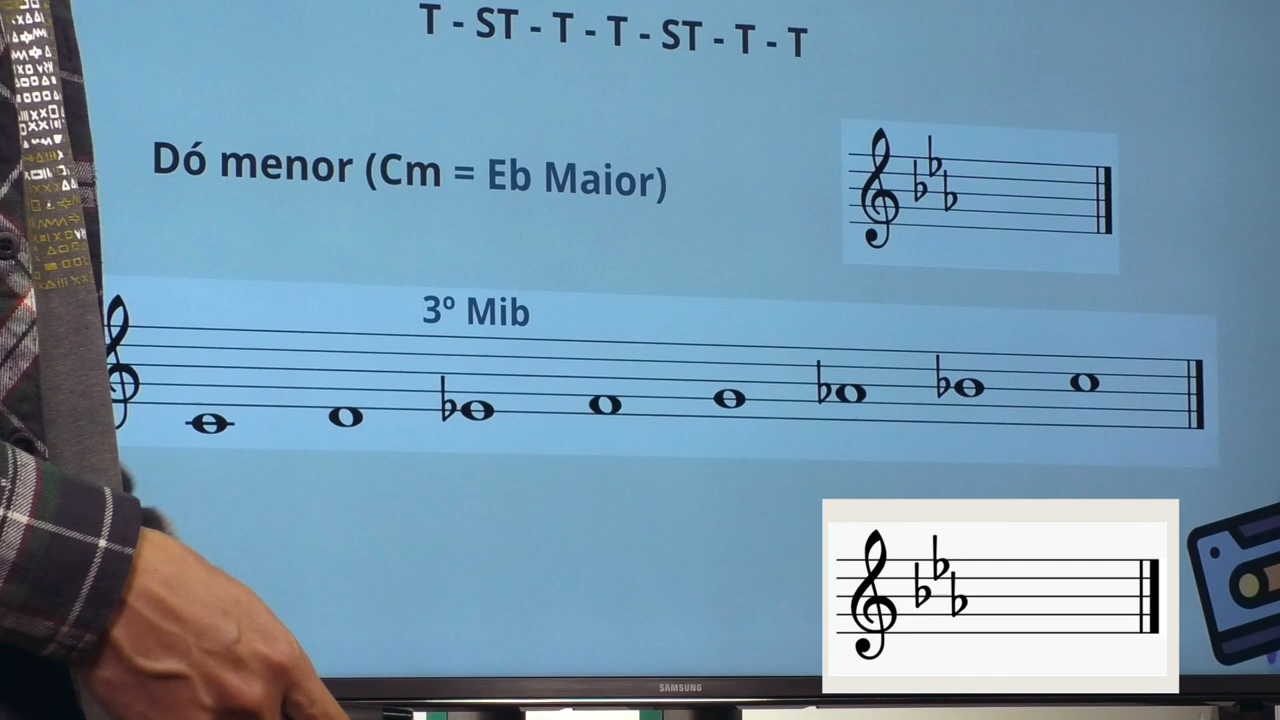 T - ST - T - T - ST - T - T
Dó menor (Cm = Eb Maior)
3º Mib
SAMSUNG